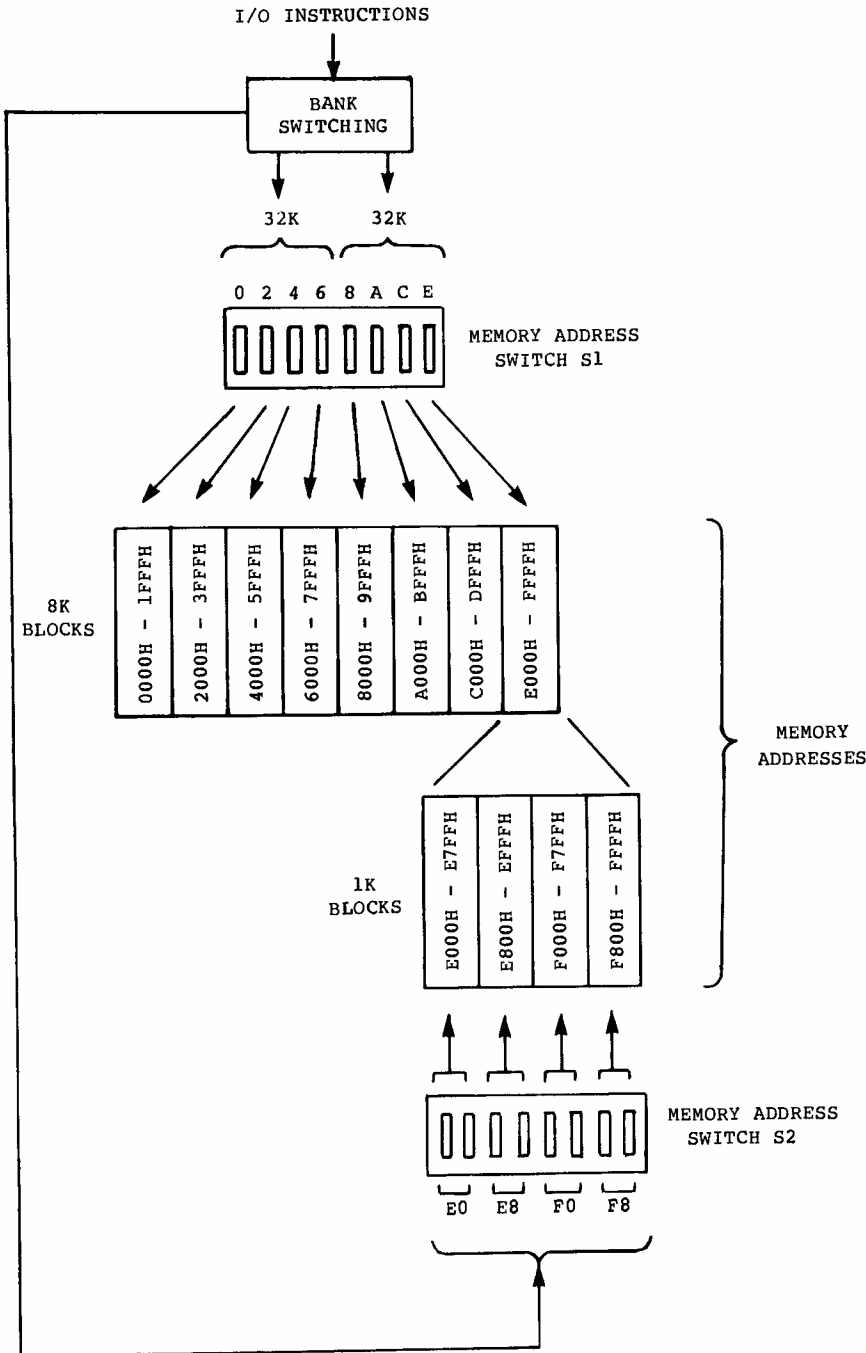 I/O INSTRUCTIONS
BANK
SWITCHING
32K 32K
0 2 4 6 8 A C E
MEMORY ADDRESS
SWITCH S1
8K
BLOCKS
0000H - 1FFFH
2000H - 3FFFH
4000H - 5FFFH
6000H - 7FFFH
8000H - 9FFFH
A000H - BFFFH
C000H - DFFFH
E000H - FFFFH
MEMORY
ADDRESSES
1K
BLOCKS
E000H - E7FFH
E800H - EFFFH
F000H - F7FFH
F800H - FFFFH
MEMORY ADDRESS
SWITCH S2
E0 E8 F0 F8